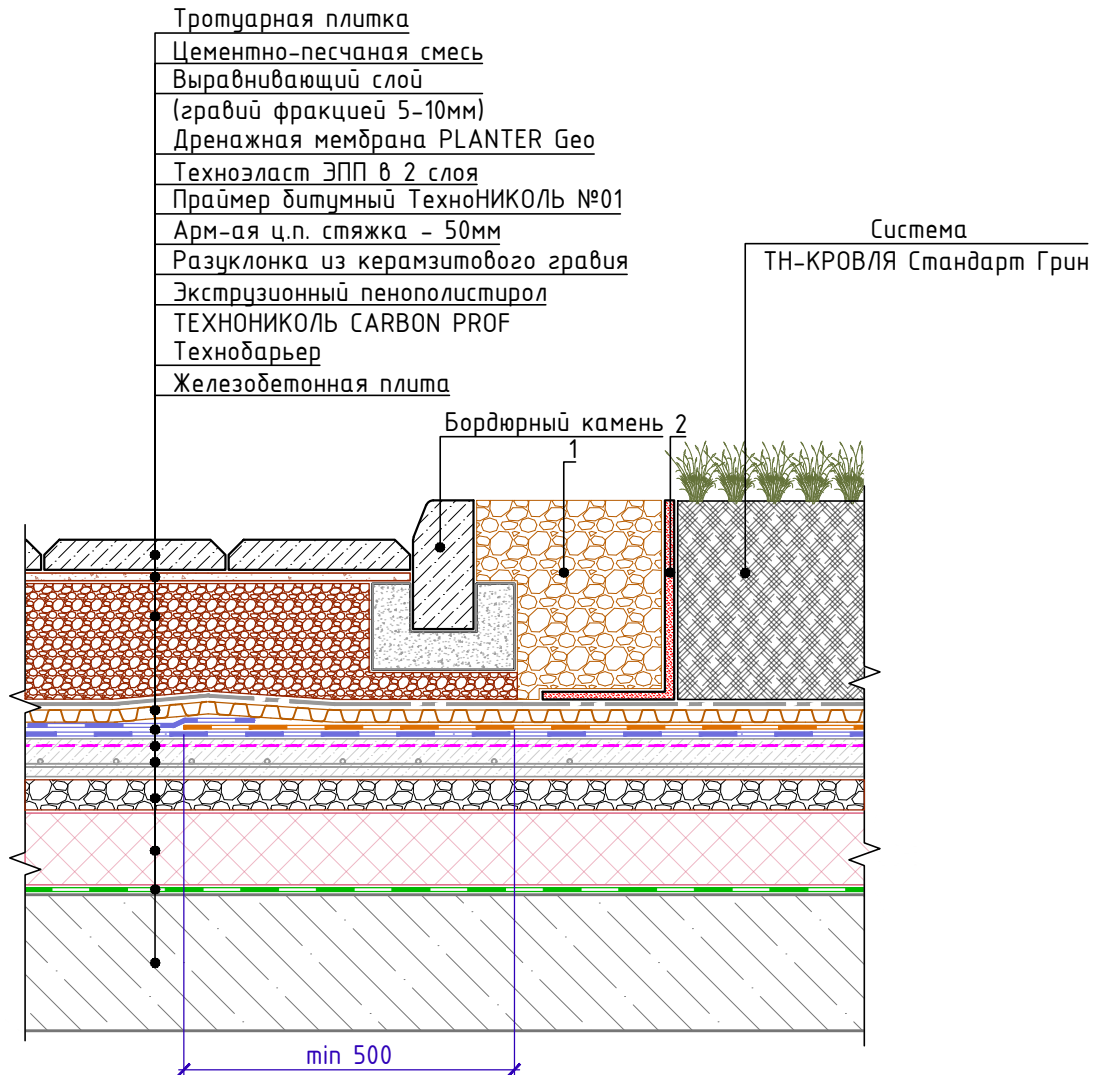 Тротуарная плитка
Цементно-песчаная смесь
Выравнивающий слой
(гравий фракцией 5-10мм)
Дренажная мембрана PLANTER Geo
Техноэласт ЭПП в 2 слоя
Праймер битумный ТехноНИКОЛЬ №01
Арм-ая ц.п. стяжка - 50мм
Разуклонка из керамзитового гравия
Экструзионный пенополистирол
ТЕХНОНИКОЛЬ CARBON PROF
Технобарьер
Железобетонная плита
Система
ТН-КРОВЛЯ Стандарт Грин
Бордюрный камень 2
1
min 500